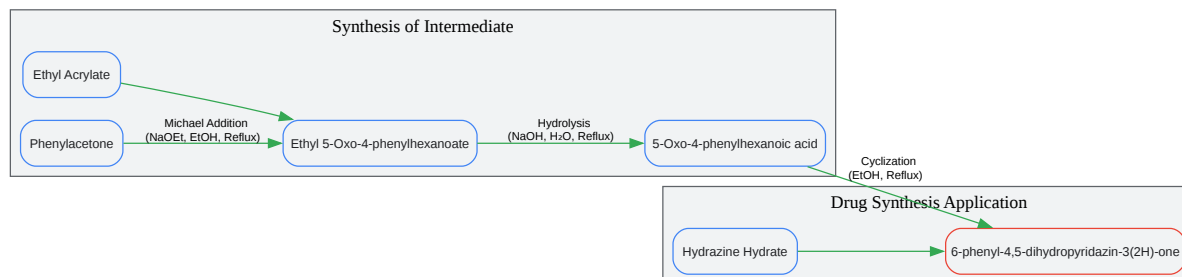 Synthesis of Intermediate
Ethyl Acrylate
Phenylacetone
Michael Addition
(NaOEt, EtOH, Reflux)
Ethyl 5-Oxo-4-phenylhexanoate
Hydrolysis
(NaOH, H₂O, Reflux)
5-Oxo-4-phenylhexanoic acid
Cyclization
(EtOH, Reflux)
Drug Synthesis Application
Hydrazine Hydrate
6-phenyl-4,5-dihydropyridazin-3(2H)-one